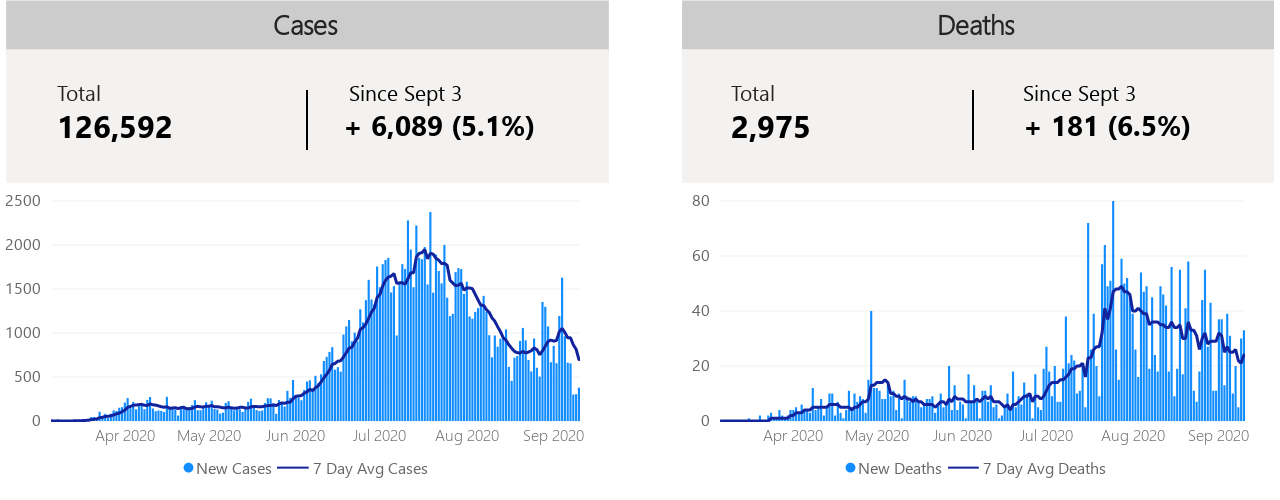 Cases
Total
126,592
Since Sept 3
+ 6,089 (5.1%)
2500
2000
1500
1000
500
0
Apr 2020 May 2020 Jun 2020 Jul 2020 Aug 2020 Sep 2020
New Cases 7 Day Avg Cases
Deaths
Total
2,975
Since Sept 3
+ 181 (6.5%)
80
60
40
20
0
Apr 2020 May 2020 Jun 2020 Jul 2020 Aug 2020 Sep 2020
New Deaths 7 Day Avg Deaths